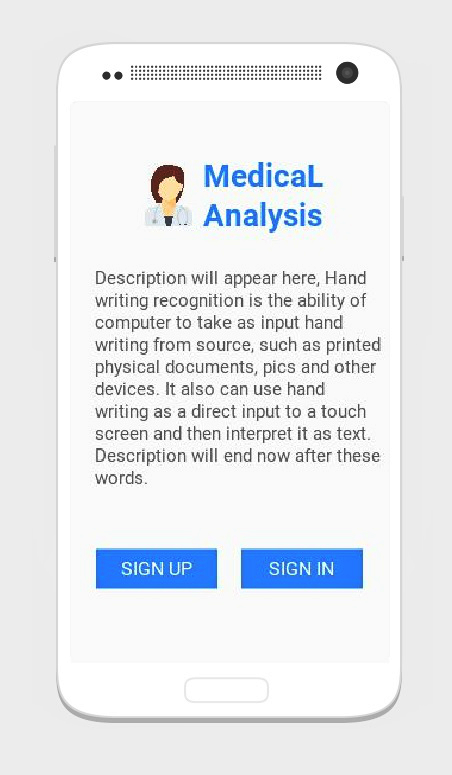 MedicaL
Analysis
Description will appear here, Hand
writing recognition is the ability of
computer to take as input hand
writing from source, such as printed
physical documents, pics and other
devices. It also can use hand
writing as a direct input to a touch
screen and then interpret it as text.
Description will end now after these
words.
SIGN UP
SIGN IN